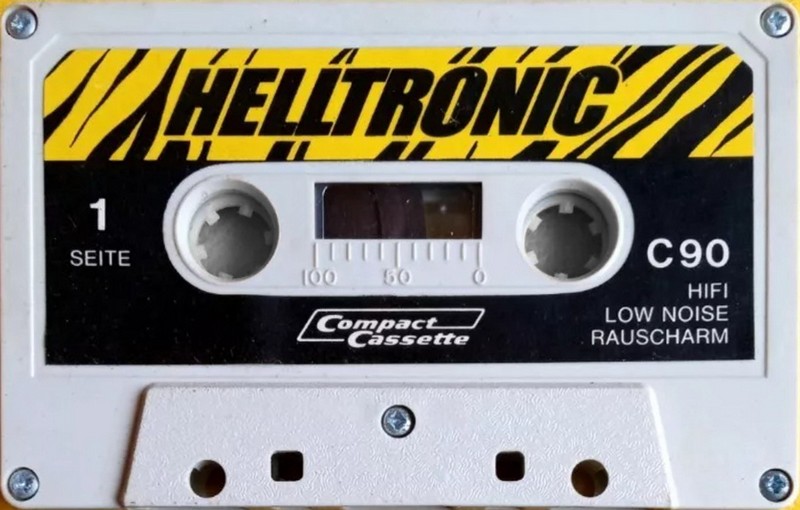 HELLTRONIC
1
SEITE
100 50 0
C90
HIFI
LOW NOISE
RAUSCHARM
Compact
Cassette